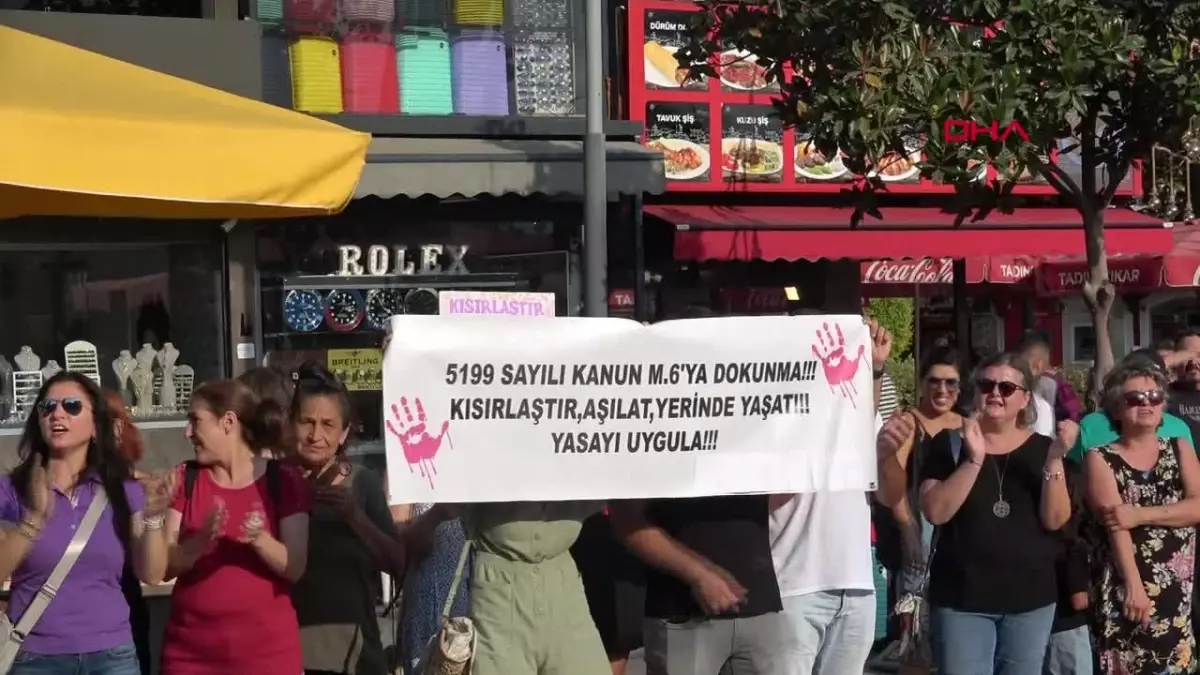 DÜRÜM
TAVUK ŞİŞ
KUZU ŞİŞ
DHA
ROLEX
Coca-Cola
BREITLING
KISIRLAŞTIR
5199 SAYILI KANUN M.6'YA DOKUNMA!!!
KISIRLAŞTIR,AŞILAT,YERİNDE YAŞAT!!!
YASAYI UYGULA!!!